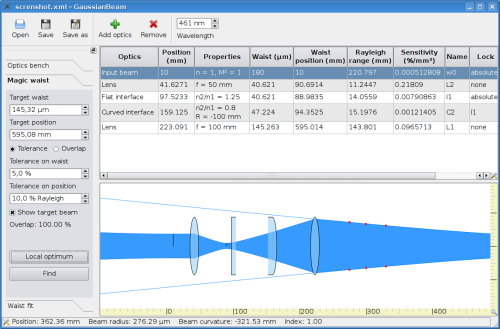 screnshot.xml - GaussianBeam
Open Save Save as Add optics Remove 461 nm
Wavelength
Optics bench
Magic waist
Target waist
145,32 µm
Target position
595,08 mm
Tolerance Overlap
Tolerance on waist
5,0 %
Tolerance on position
10,0 % Rayleigh
Show target beam
Overlap: 100.00 %
Local optimum
Find
Waist fit
Optics Position (mm) Properties Waist (µm) Waist position (mm) Rayleigh range (mm) Sensitivity (%/mm²) Name Lock
Input beam 10 n = 1, M² = 1 180 10 220.797 0.000512808 w0 absolute
Lens 41.6271 f = 50 mm 42.621 90.6914 11.2447 0.21809 L2 none
Flat interface 97.5233 n2/n1 = 1.25 40.621 88.9835 14.0559 0.00790863 I1 absolute
Curved interface 159.125 n2/n1 = 0.8 R = -100 mm 47.224 94.3525 15.1976 0.00121405 C2 I1
Lens 223.091 f = 100 mm 145.263 595.014 143.801 0.0965713 L1 none
0 100 200 300 400
Position: 362.36 mm Beam radius: 276.29 µm Beam curvature: -321.53 mm Index: 1.00